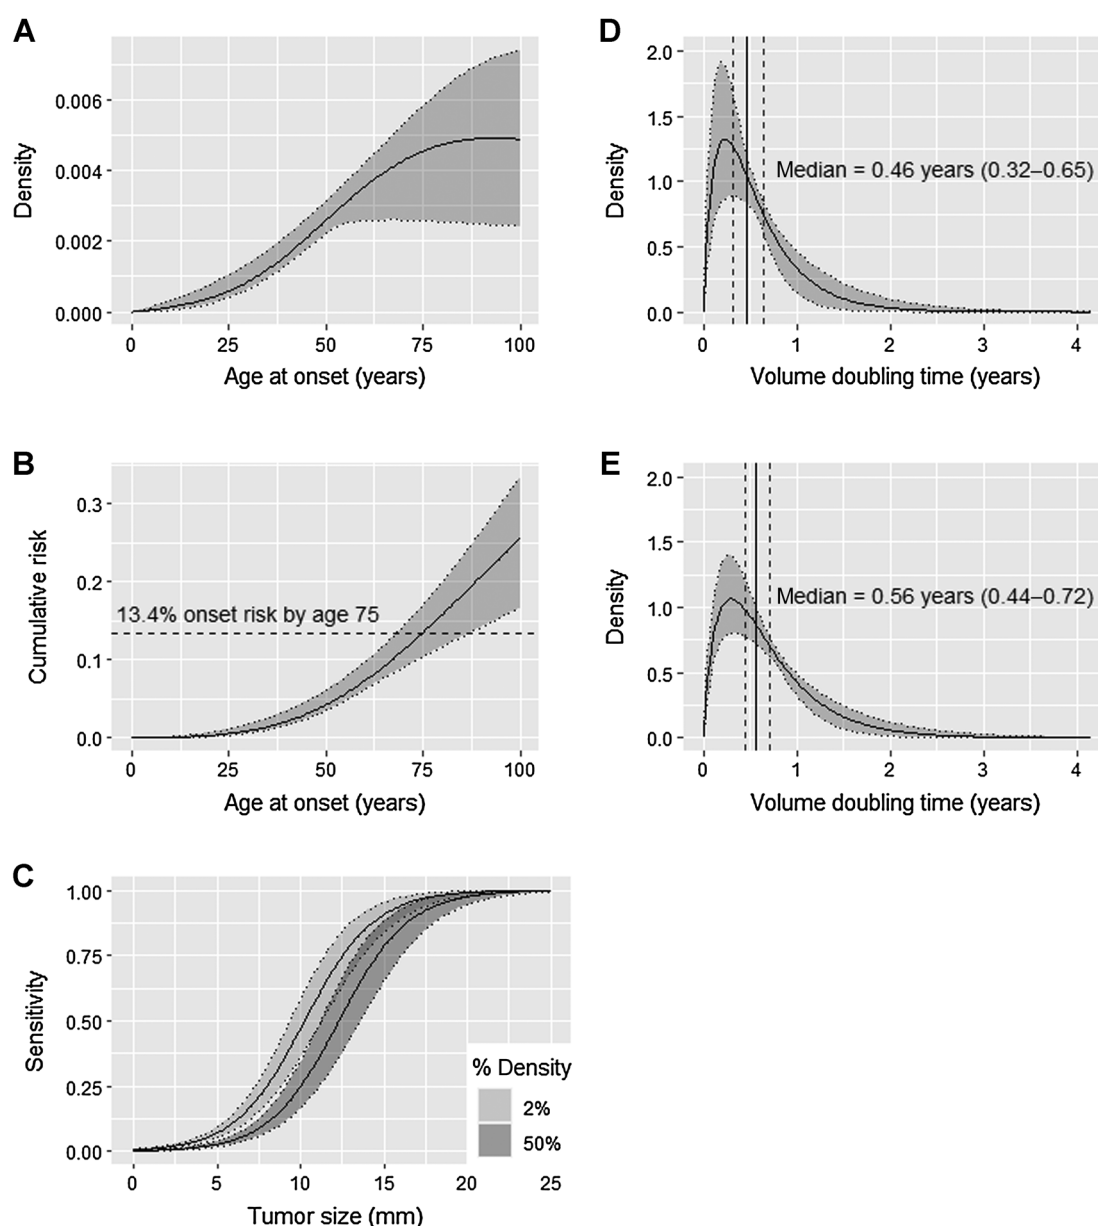 A
Density
0.006
0.004
0.002
0.000
0 25 50 75 100
Age at onset (years)
D
Density
2.0
1.5
1.0
0.5
0.0
Median = 0.46 years (0.32–0.65)
0 1 2 3 4
Volume doubling time (years)
B
Cumulative risk
0.3
0.2
0.1
0.0
13.4% onset risk by age 75
0 25 50 75 100
Age at onset (years)
E
Density
2.0
1.5
1.0
0.5
0.0
Median = 0.56 years (0.44–0.72)
0 1 2 3 4
Volume doubling time (years)
C
Sensitivity
1.00
0.75
0.50
0.25
0.00
% Density
2%
50%
0 5 10 15 20 25
Tumor size (mm)